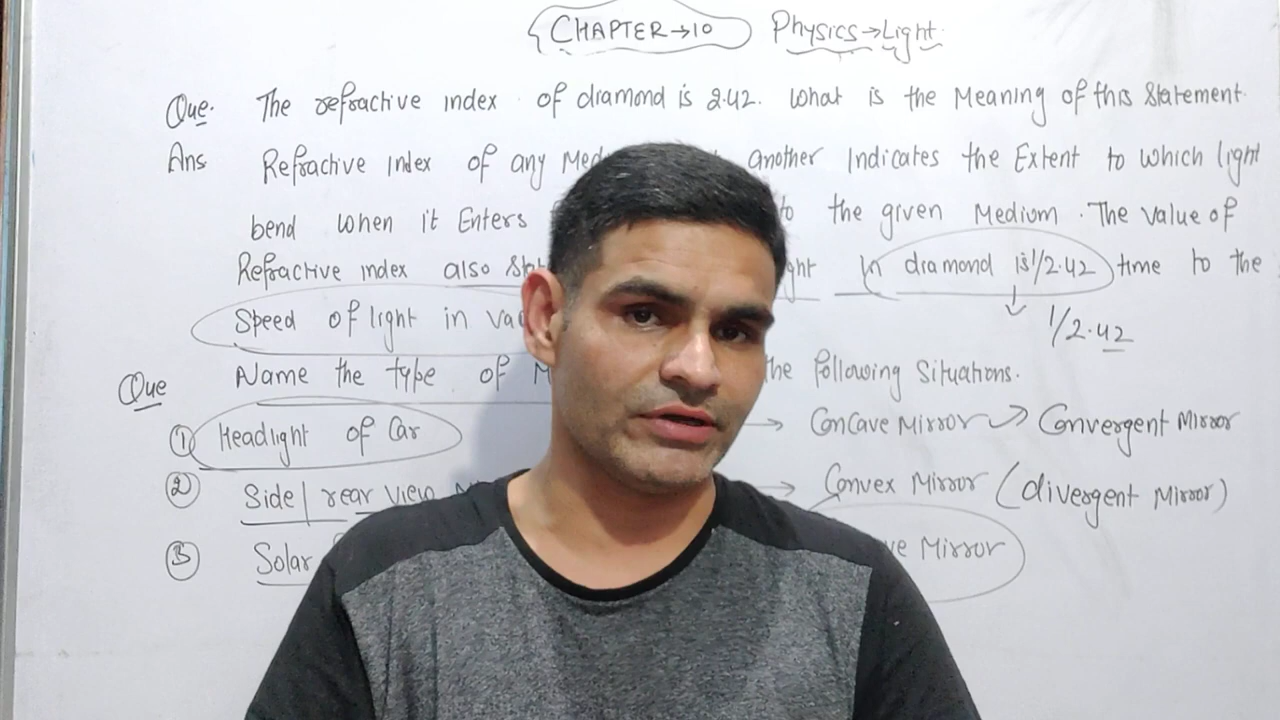 CHAPTER→10 Physics→Light
Que. The refractive index of diamond is 2.42. What is the Meaning of this Statement
Ans Refractive Index of any Med another Indicates the Extent to which light
bend when it Enters to the given Medium. The value of
Refractive index also in diamond is 1/2.42 time to the
Speed of light in vac 1/2.42
Que Name the type of the following Situations.
① Headlight of Car → Concave Mirror → Convergent Mirror
② Side/rear view → Convex Mirror (divergent Mirror)
③ Solar Mirror